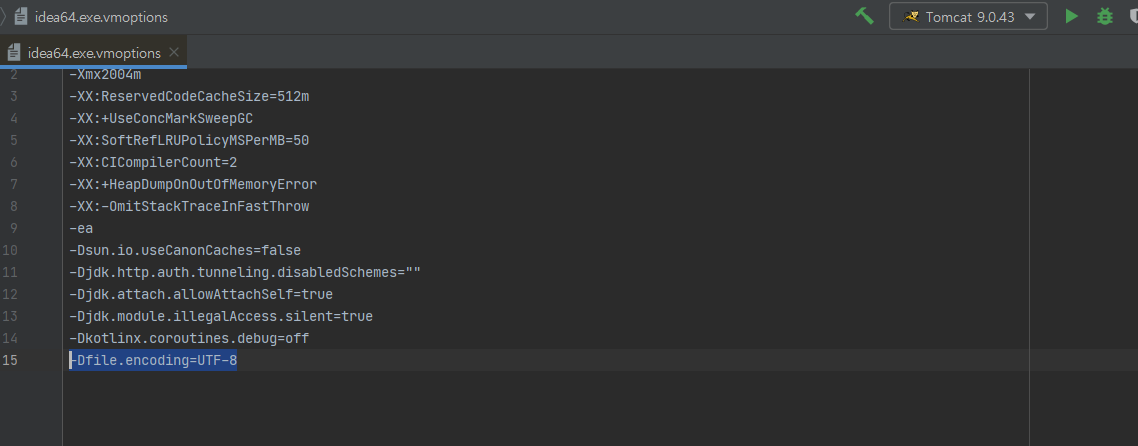 idea64.exe.vmoptions
Tomcat 9.0.43
idea64.exe.vmoptions
2 -Xmx2004m
3 -XX:ReservedCodeCacheSize=512m
4 -XX:+UseConcMarkSweepGC
5 -XX:SoftRefLRUPolicyMSPerMB=50
6 -XX:CICompilerCount=2
7 -XX:+HeapDumpOnOutOfMemoryError
8 -XX:-OmitStackTraceInFastThrow
9 -ea
10 -Dsun.io.useCanonCaches=false
11 -Djdk.http.auth.tunneling.disabledSchemes=""
12 -Djdk.attach.allowAttachSelf=true
13 -Djdk.module.illegalAccess.silent=true
14 -Dkotlinx.coroutines.debug=off
15 -Dfile.encoding=UTF-8